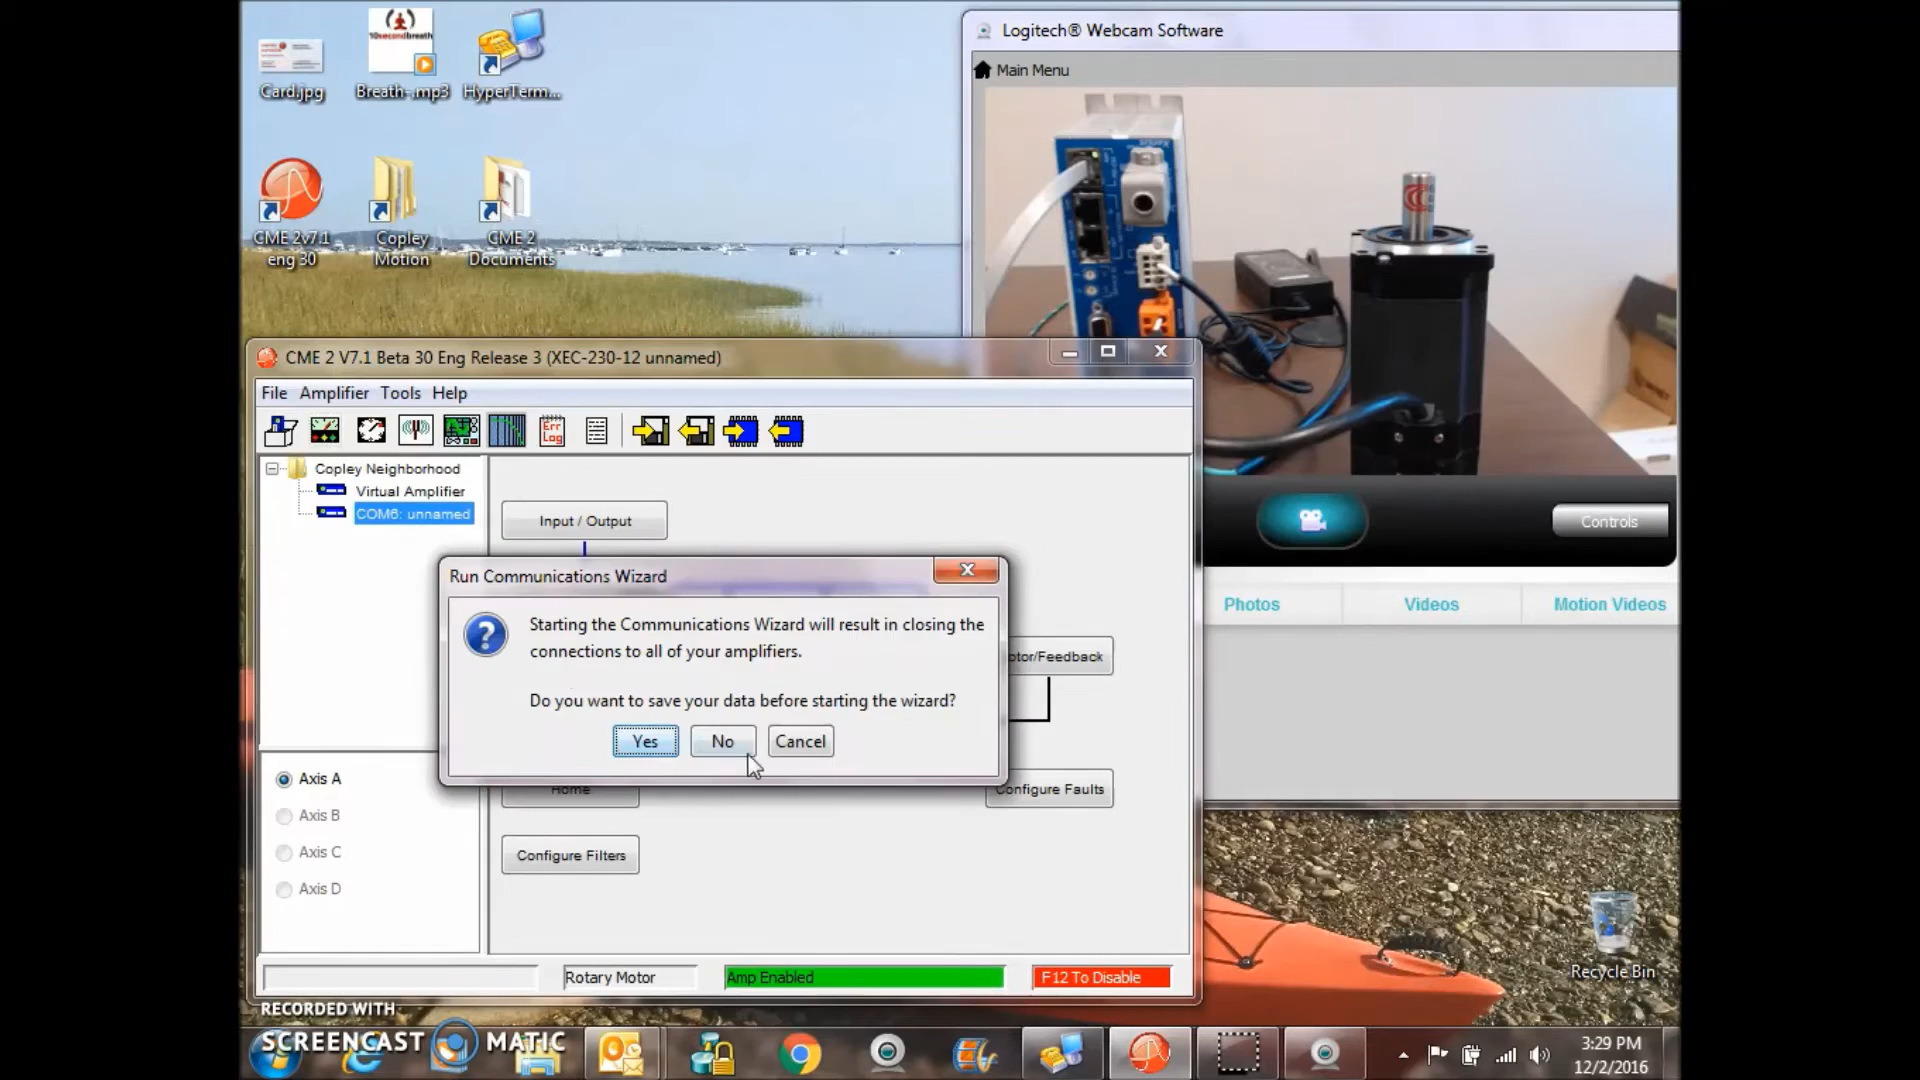 10secondbreath
Card.jpg
Breath-.mp3
HyperTerm...
CME 2v7.1
eng 30
Copley
Motion
CME 2
Documents
Logitech® Webcam Software
Main Menu
Controls
Photos
Videos
Motion Videos
CME 2 V7.1 Beta 30 Eng Release 3 (XEC-230-12 unnamed)
File Amplifier Tools Help
Err
Log
Copley Neighborhood
Virtual Amplifier
COM6: unnamed
Input / Output
Run Communications Wizard
Starting the Communications Wizard will result in closing the
connections to all of your amplifiers.
Do you want to save your data before starting the wizard?
Yes No Cancel
otor/Feedback
Axis A
Axis B
Axis C
Axis D
Home
Configure Faults
Configure Filters
Rotary Motor
Amp Enabled
F12 To Disable
Recycle Bin
RECORDED WITH
SCREENCAST MATIC
3:29 PM
12/2/2016